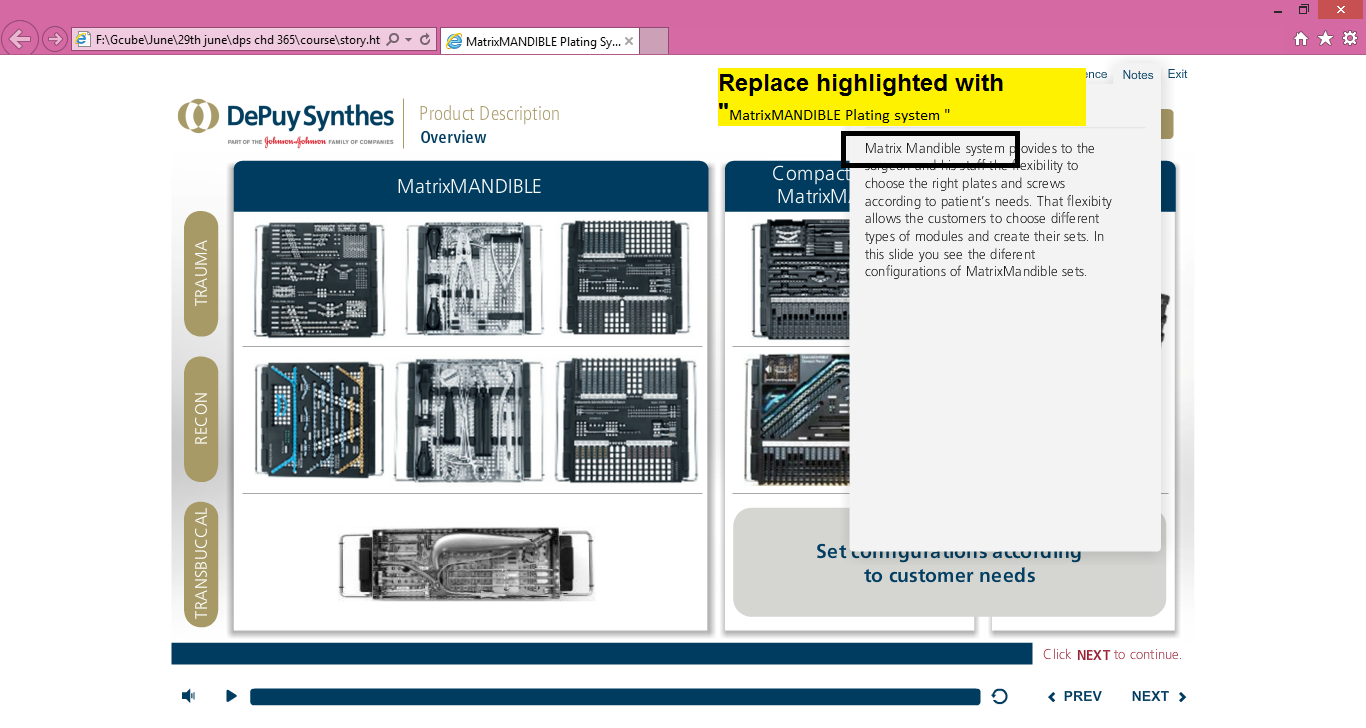 F:\Gcube\June\29th june\dps chd 365\course\story.ht
MatrixMANDIBLE Plating Sy...
Replace highlighted with
"MatrixMANDIBLE Plating system "
Notes
Exit
DePuy Synthes
PART OF THE Johnson & Johnson FAMILY OF COMPANIES
Product Description
Overview
MatrixMANDIBLE
TRAUMA
RECON
TRANSBUCCAL
Matrix Mandible system provides to the
surgeon and his staff the flexibility to
choose the right plates and screws
according to patient's needs. That flexibity
allows the customers to choose different
types of modules and create their sets. In
this slide you see the diferent
configurations of MatrixMandible sets.
Set configurations according
to customer needs
Click NEXT to continue.
PREV
NEXT